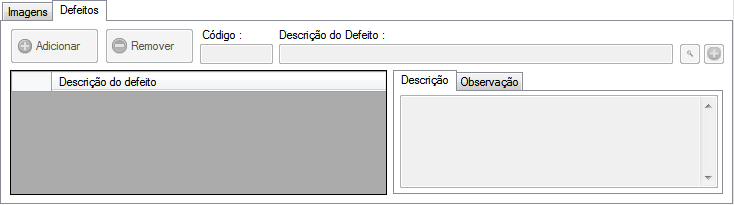 Imagens Defeitos
Adicionar Remover Código : Descrição do Defeito :
Descrição do defeito
Descrição Observação